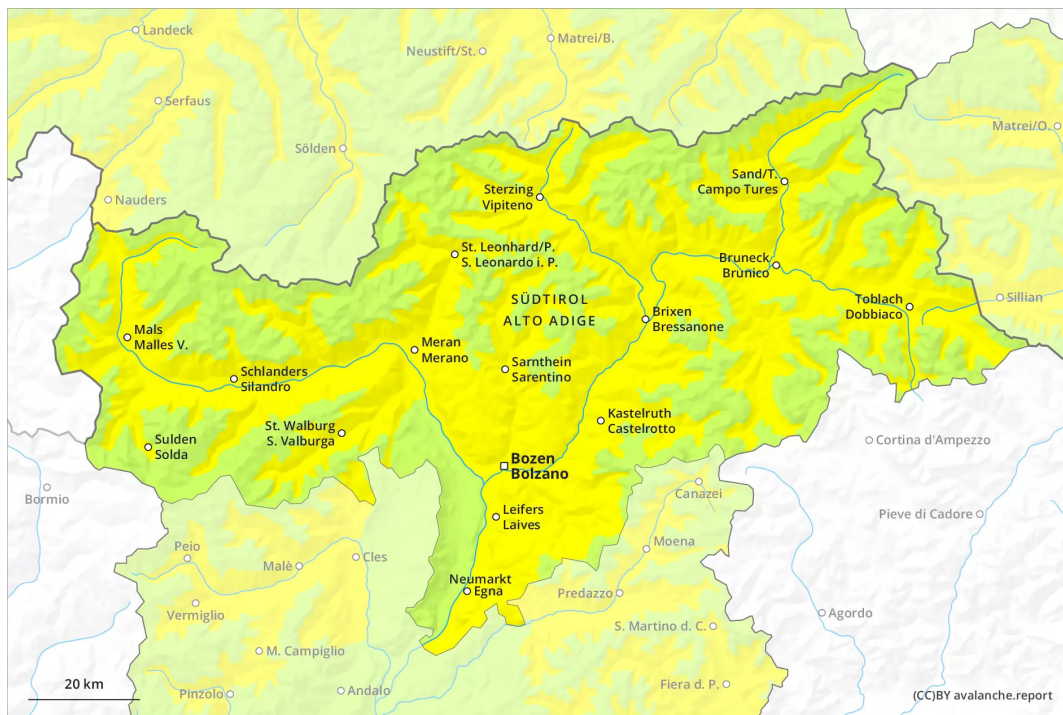 Landeck
Matrei/B.
Neustift/St.
Serfaus
Matrei/O.
Sölden
Sand/T.
Campo Tures
Sterzing
Vipiteno
Nauders
St. Leonhard/P.
S. Leonardo i. P.
Bruneck
Brunico
SÜDTIROL
ALTO ADIGE
Toblach
Dobbiaco
Sillian
Brixen
Bressanone
Mals
Malles V.
Meran
Merano
Sarnthein
Sarentino
Schlanders
Silandro
Kastelruth
Castelrotto
St. Walburg
S. Valburga
Sulden
Solda
Cortina d'Ampezzo
Bozen
Bolzano
Canazei
Bormio
Leifers
Laives
Pieve di Cadore
Moena
Peio
Cles
Malè
Neumarkt
Egna
Predazzo
Vermiglio
Agordo
S. Martino d. C.
M. Campiglio
20 km
Pinzolo
Andalo
Fiera d. P.
(CC)BY avalanche.report